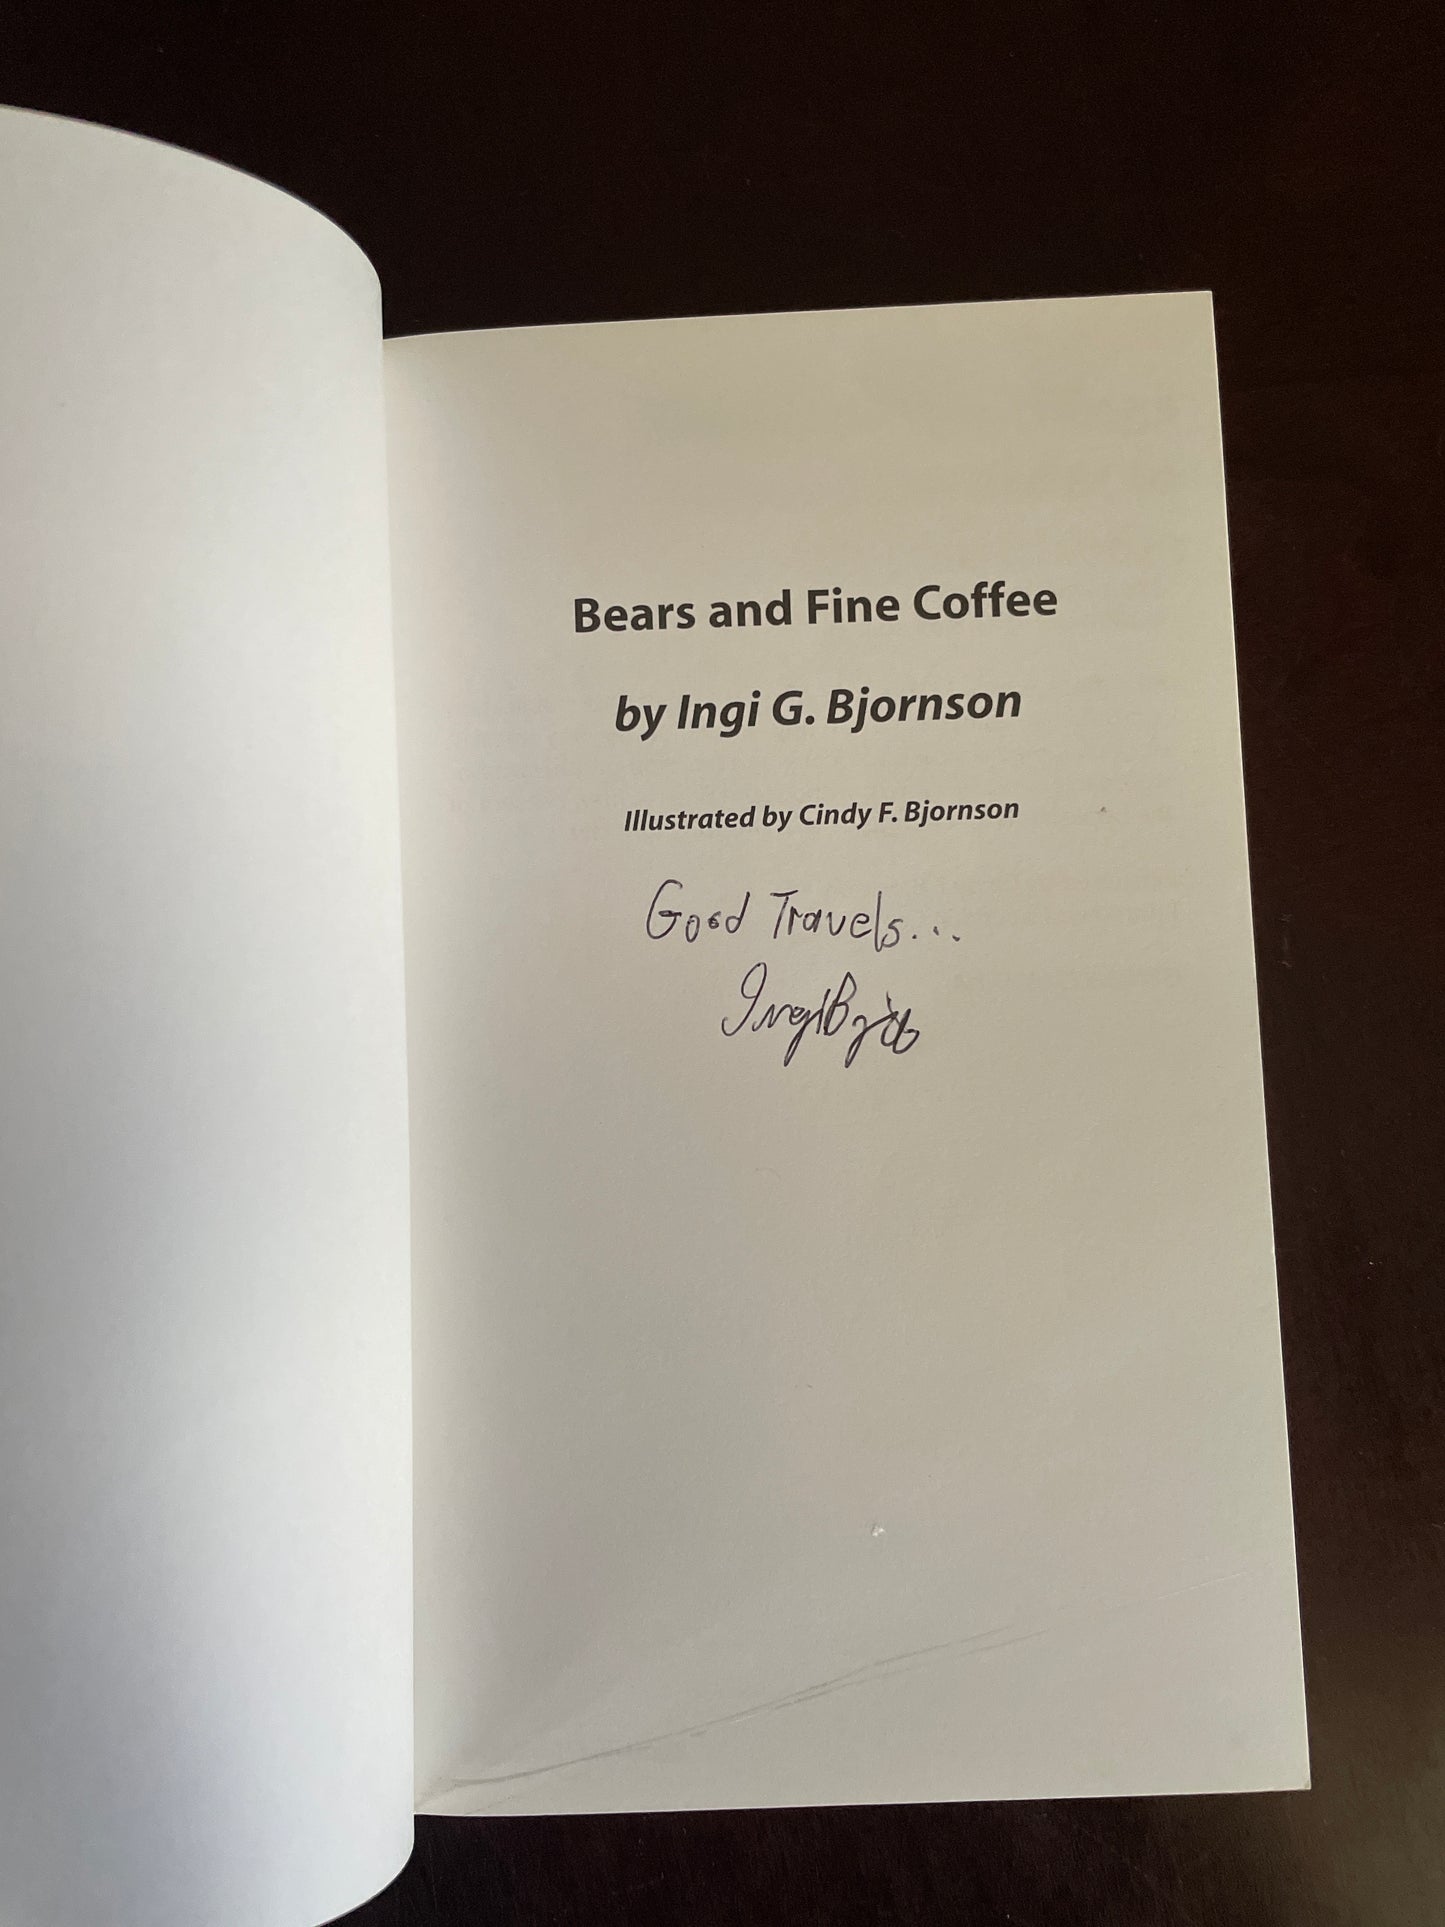 Bears and Fine Coffee
by Ingi G. Bjornson
Illustrated by Cindy F. Bjornson
Good Travels...